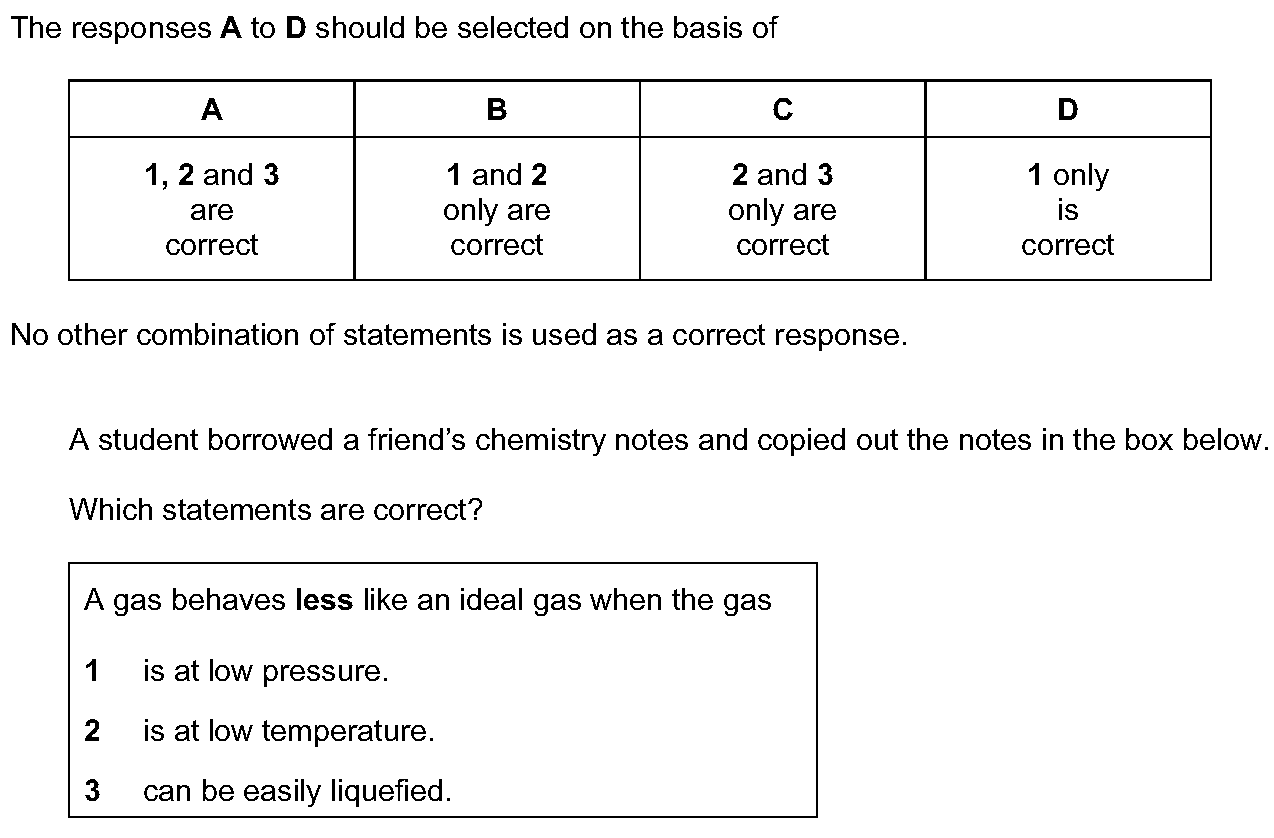 The responses A to D should be selected on the basis of
A B C D
1, 2 and 3 1 and 2 2 and 3 1 only
are only are only are is
correct correct correct correct
No other combination of statements is used as a correct response.
A student borrowed a friend’s chemistry notes and copied out the notes in the box below.
Which statements are correct?
A gas behaves less like an ideal gas when the gas
1 is at low pressure.
2 is at low temperature.
3 can be easily liquefied.